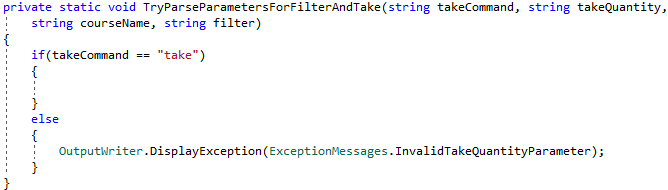 private static void TryParseParametersForFilterAndTake(string takeCommand, string takeQuantity,
    string courseName, string filter)
{
    if(takeCommand == "take")
    {

    }
    else
    {
        OutputWriter.DisplayException(ExceptionMessages.InvalidTakeQuantityParameter);
    }
}